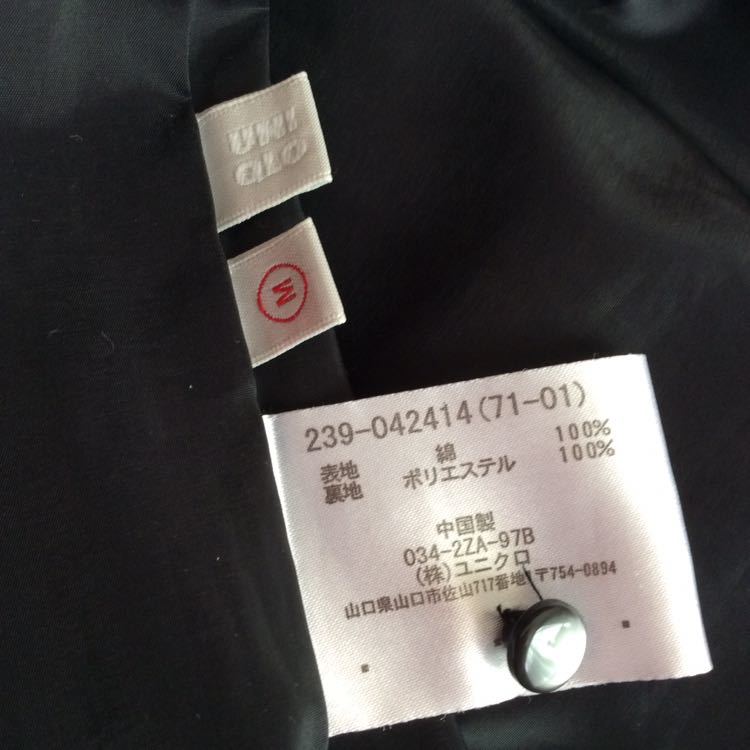 UNI
QLO
M
239-042414(71-01)
表地 綿 100%
裏地 ポリエステル 100%
中国製
034-2ZA-97B
(株)ユニクロ
山口県山口市佐山717番地1〒754-0894